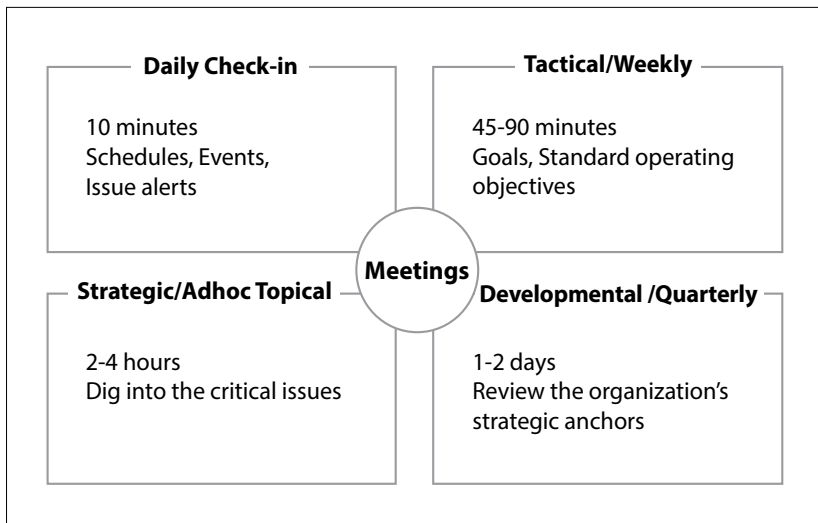 Daily Check-in
10 minutes
Schedules, Events,
Issue alerts
Tactical/Weekly
45-90 minutes
Goals, Standard operating
objectives
Meetings
Strategic/Adhoc Topical
2-4 hours
Dig into the critical issues
Developmental /Quarterly
1-2 days
Review the organization’s
strategic anchors